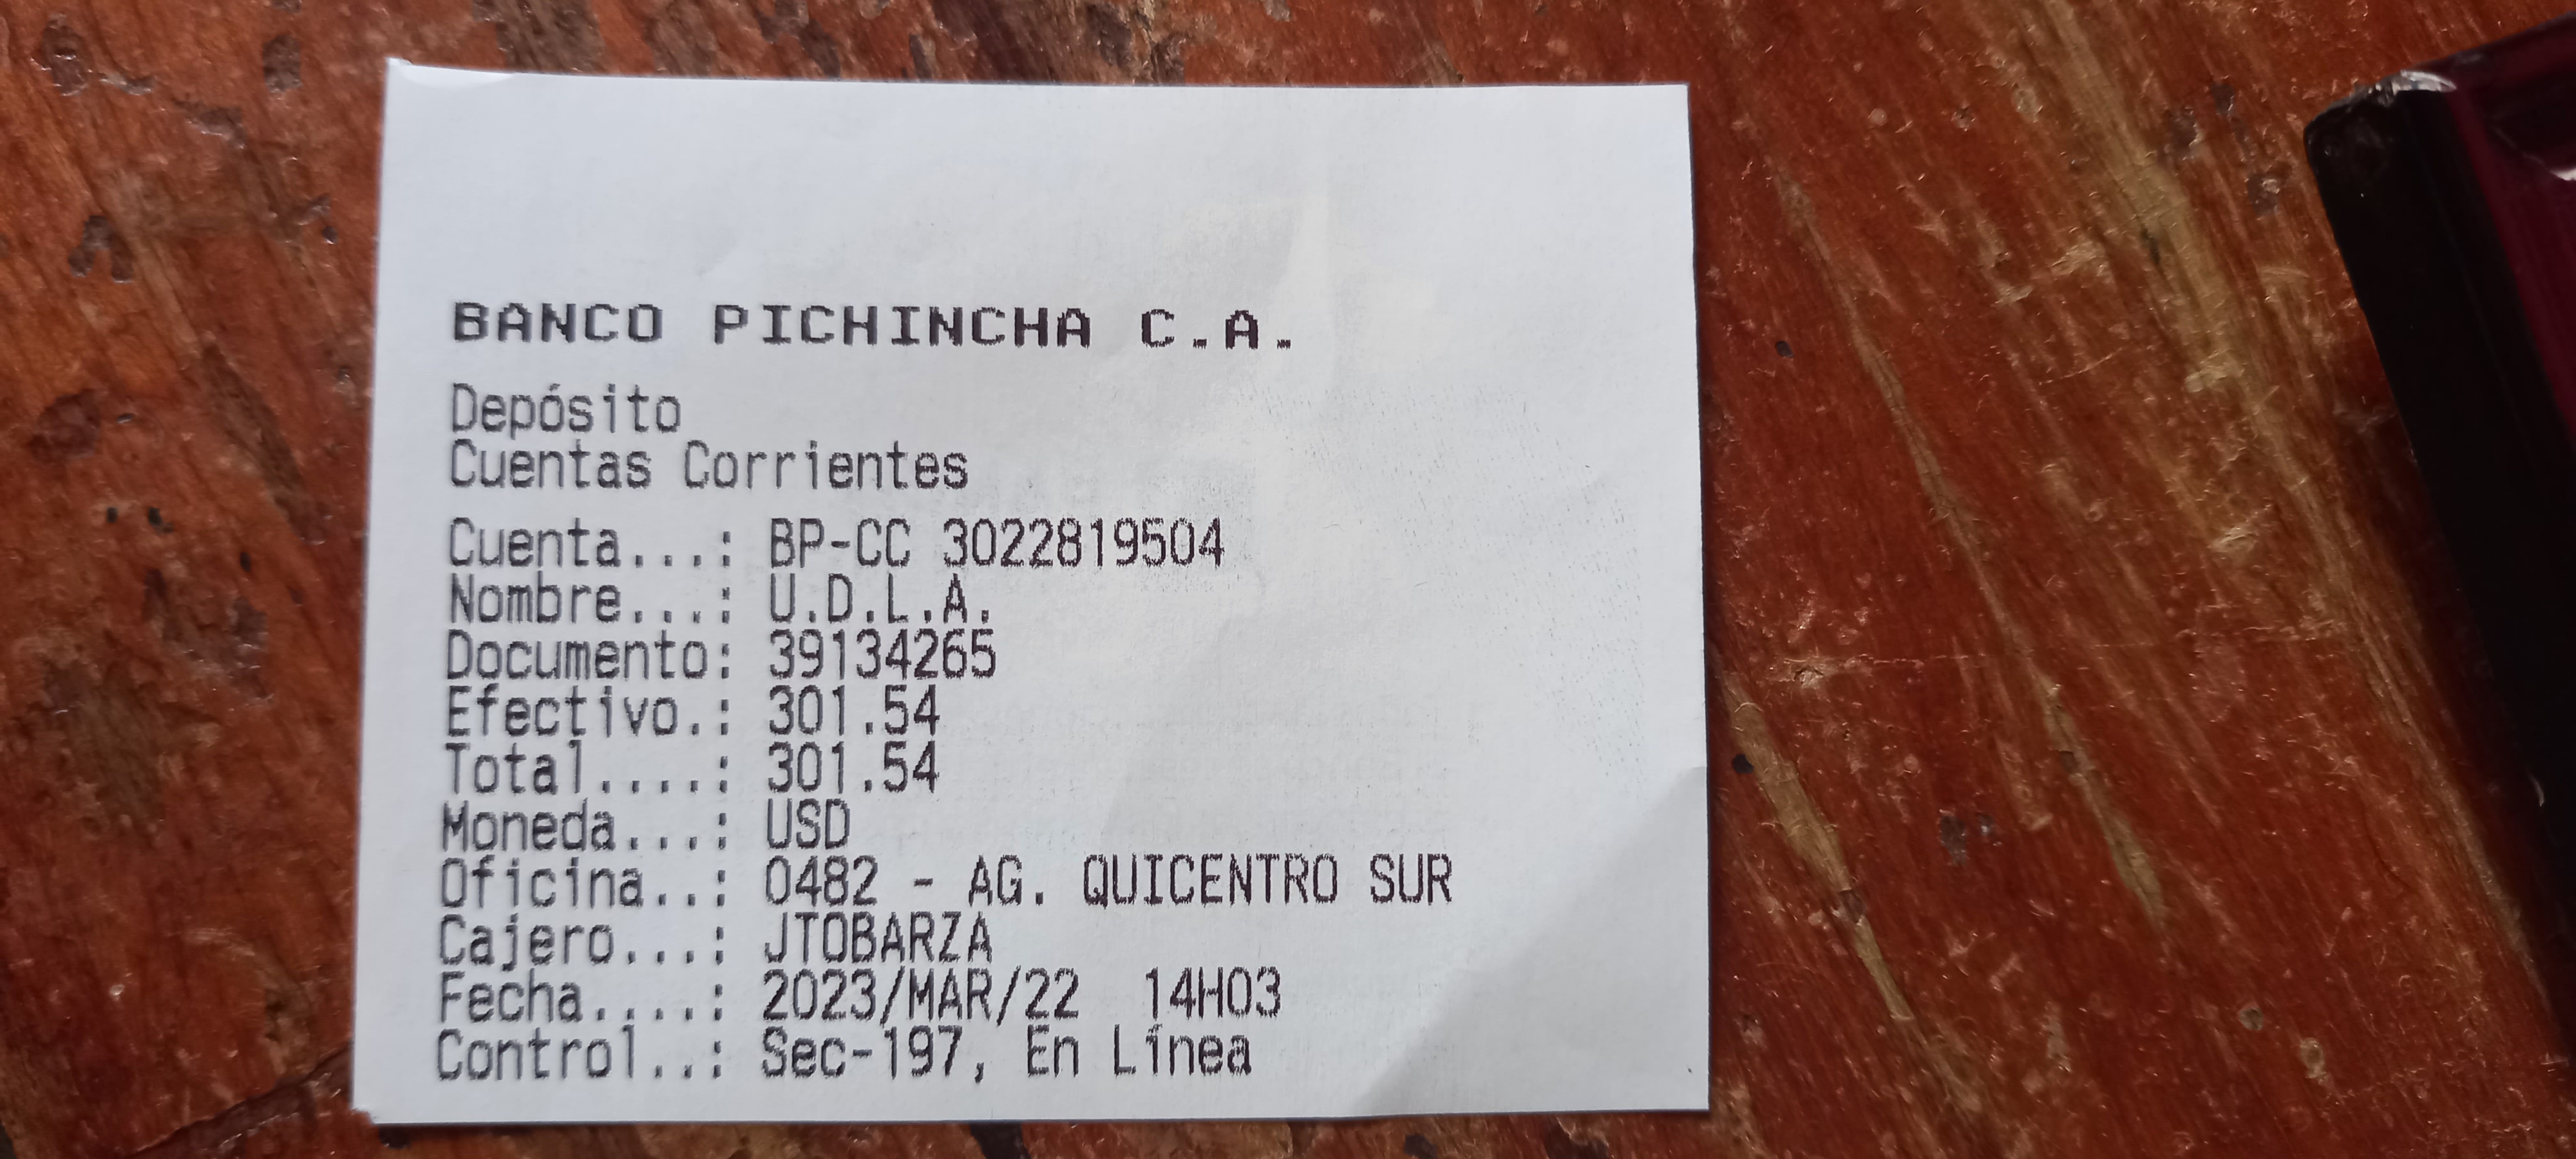 BANCO PICHINCHA C.A.
Depósito
Cuentas Corrientes
Cuenta...: BP-CC 3022819504
Nombre...: U.D.L.A.
Documento: 39134265
Efectivo.: 301.54
Total....: 301.54
Moneda...: USD
Oficina..: 0482 - AG. QUICENTRO SUR
Cajero...: JTOBARZA
Fecha....: 2023/MAR/22 14H03
Control..: Sec-197, En Línea